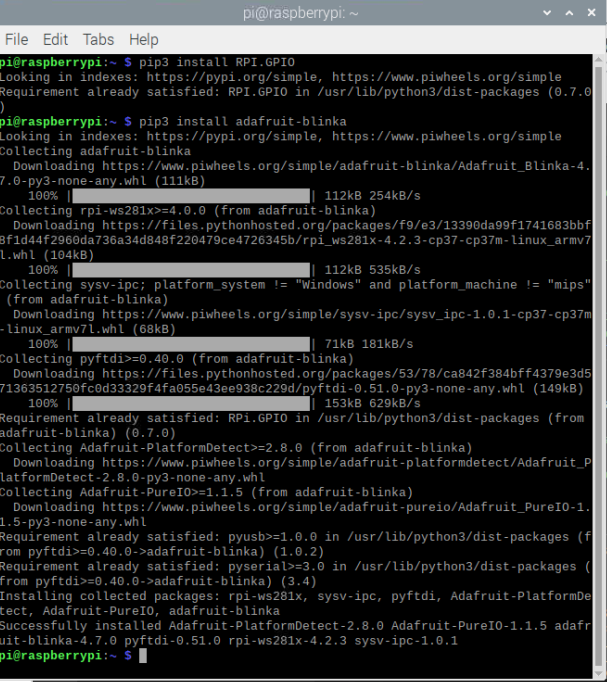 pi@raspberrypi: ~
File Edit Tabs Help
pi@raspberrypi:~ $ pip3 install RPI.GPIO
Looking in indexes: https://pypi.org/simple, https://www.piwheels.org/simple
Requirement already satisfied: RPI.GPIO in /usr/lib/python3/dist-packages (0.7.0
)
pi@raspberrypi:~ $ pip3 install adafruit-blinka
Looking in indexes: https://pypi.org/simple, https://www.piwheels.org/simple
Collecting adafruit-blinka
  Downloading https://www.piwheels.org/simple/adafruit-blinka/Adafruit_Blinka-4.
7.0-py3-none-any.whl (111kB)
    100% | | 112kB 254kB/s
Collecting rpi-ws281x>=4.0.0 (from adafruit-blinka)
  Downloading https://files.pythonhosted.org/packages/f9/e3/13390da99f1741683bbf
8f1d44f2960da736a34d848f220479ce4726345b/rpi_ws281x-4.2.3-cp37-cp37m-linux_armv7
l.whl (104kB)
    100% | | 112kB 535kB/s
Collecting sysv-ipc; platform_system != "Windows" and platform_machine != "mips"
 (from adafruit-blinka)
  Downloading https://www.piwheels.org/simple/sysv-ipc/sysv_ipc-1.0.1-cp37-cp37m
-linux_armv7l.whl (68kB)
    100% | | 71kB 181kB/s
Collecting pyftdi>=0.40.0 (from adafruit-blinka)
  Downloading https://files.pythonhosted.org/packages/53/78/ca842f384bff4379e3d5
71363512750fc0d33329f4fa055e43ee938c229d/pyftdi-0.51.0-py3-none-any.whl (149kB)
    100% | | 153kB 629kB/s
Requirement already satisfied: RPi.GPIO in /usr/lib/python3/dist-packages (from
adafruit-blinka) (0.7.0)
Collecting Adafruit-PlatformDetect>=2.8.0 (from adafruit-blinka)
  Downloading https://www.piwheels.org/simple/adafruit-platformdetect/Adafruit_P
latformDetect-2.8.0-py3-none-any.whl
Collecting Adafruit-PureIO>=1.1.5 (from adafruit-blinka)
  Downloading https://www.piwheels.org/simple/adafruit-pureio/Adafruit_PureIO-1.
1.5-py3-none-any.whl
Requirement already satisfied: pyusb>=1.0.0 in /usr/lib/python3/dist-packages (f
rom pyftdi>=0.40.0->adafruit-blinka) (1.0.2)
Requirement already satisfied: pyserial>=3.0 in /usr/lib/python3/dist-packages (
from pyftdi>=0.40.0->adafruit-blinka) (3.4)
Installing collected packages: rpi-ws281x, sysv-ipc, pyftdi, Adafruit-PlatformDe
tect, Adafruit-PureIO, adafruit-blinka
Successfully installed Adafruit-PlatformDetect-2.8.0 Adafruit-PureIO-1.1.5 adafr
uit-blinka-4.7.0 pyftdi-0.51.0 rpi-ws281x-4.2.3 sysv-ipc-1.0.1
pi@raspberrypi:~ $